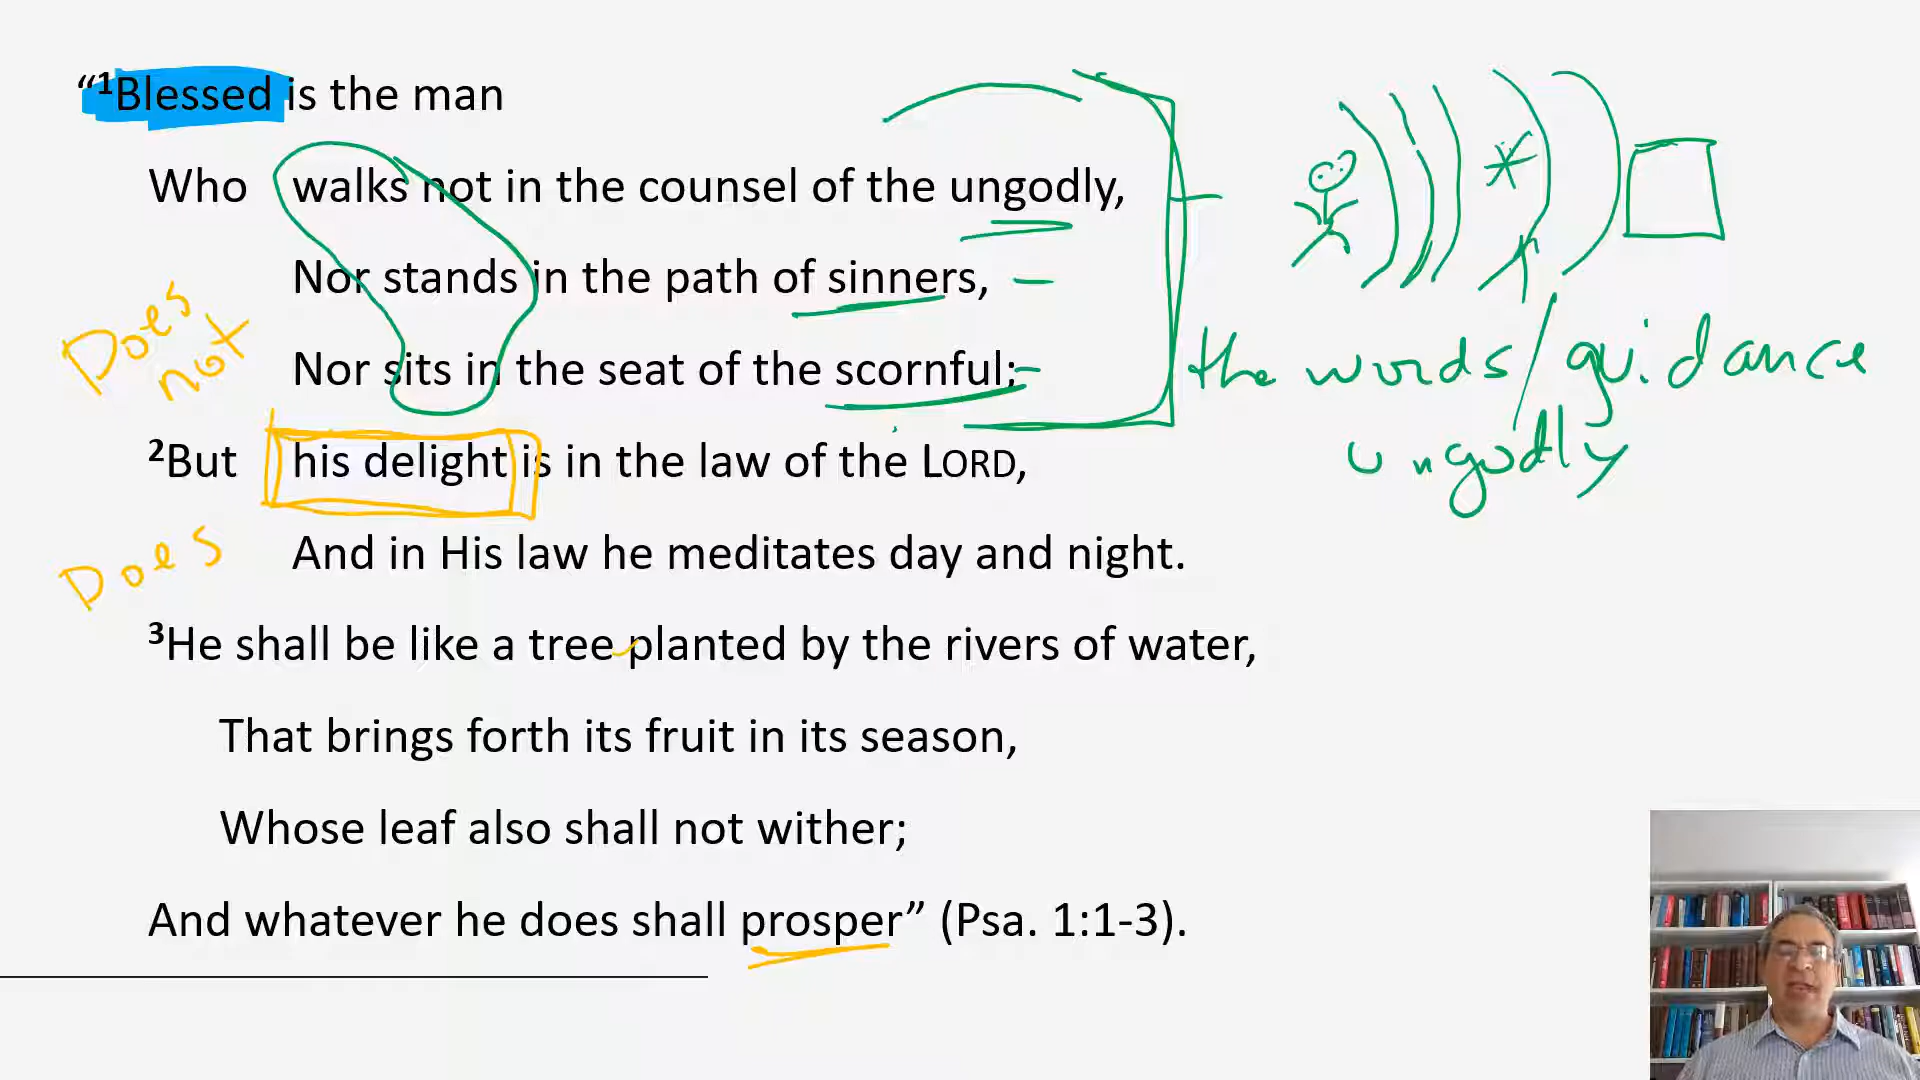 “¹Blessed is the man
Who walks not in the counsel of the ungodly,
Nor stands in the path of sinners,
Nor sits in the seat of the scornful;
Does
not
the words/guidance
ungodly
²But his delight is in the law of the LORD,
And in His law he meditates day and night.
Does
³He shall be like a tree planted by the rivers of water,
That brings forth its fruit in its season,
Whose leaf also shall not wither;
And whatever he does shall prosper” (Psa. 1:1-3).